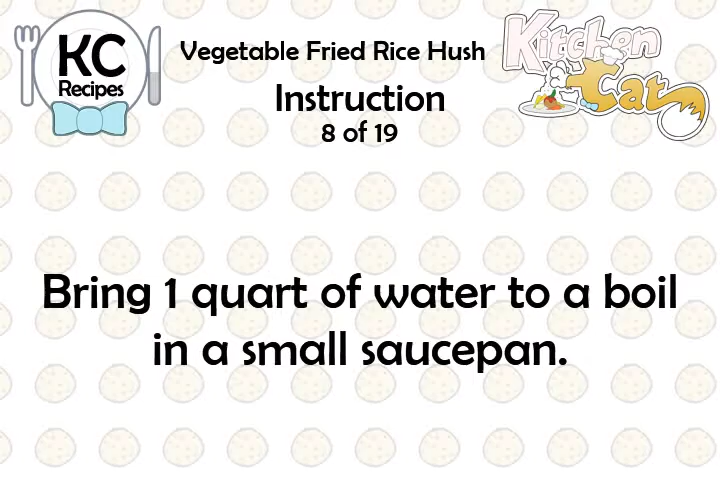 KC
Recipes
Vegetable Fried Rice Hush
Instruction
8 of 19
Kitchen
Cat
Bring 1 quart of water to a boil
in a small saucepan.